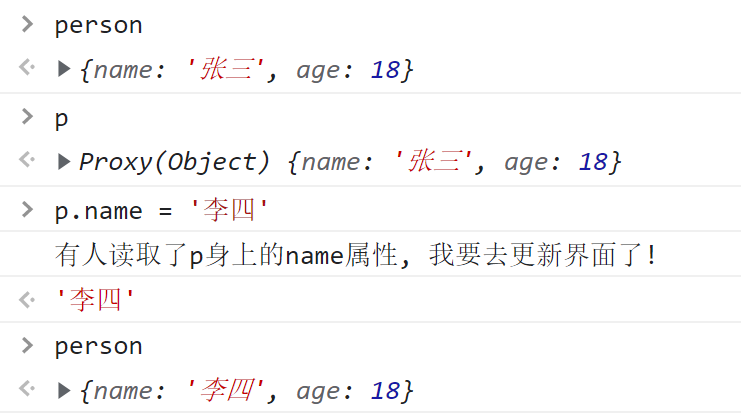 person
{name: '张三', age: 18}
p
Proxy(Object) {name: '张三', age: 18}
p.name = '李四'
有人读取了p身上的name属性, 我要去更新界面了!
'李四'
person
{name: '李四', age: 18}